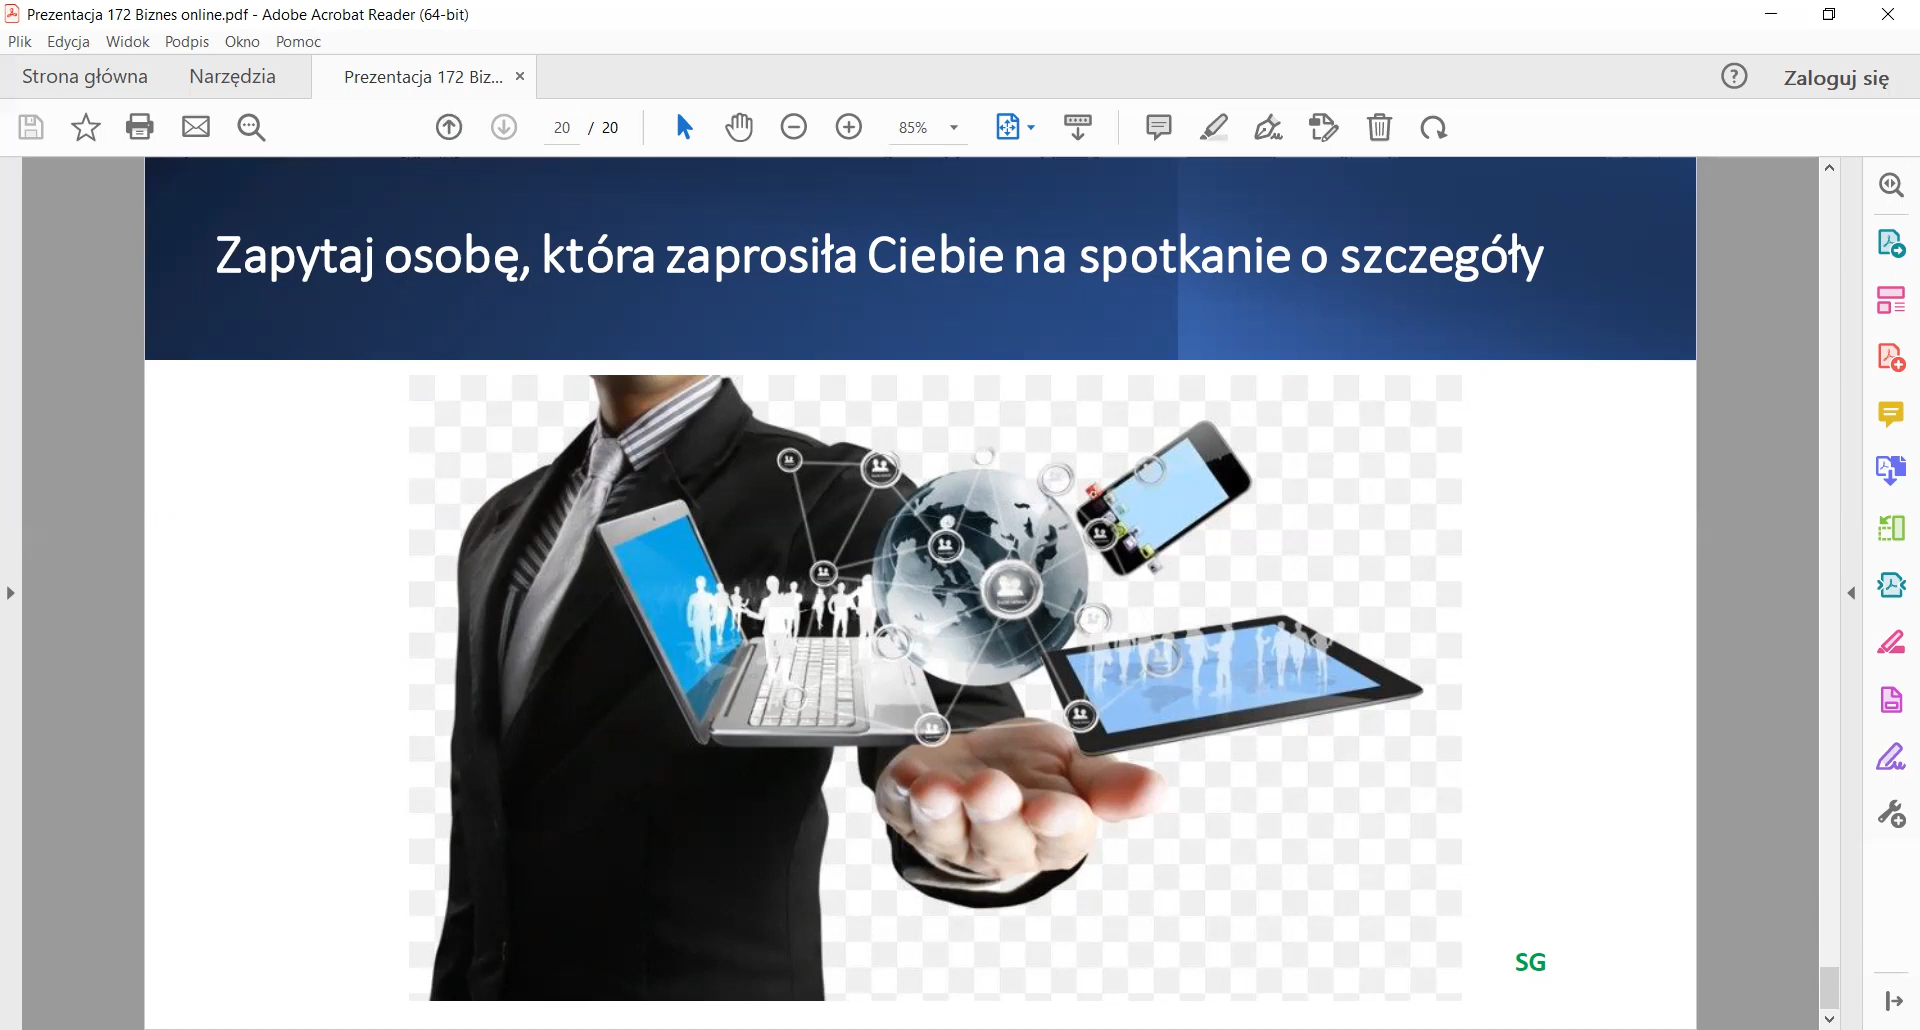 Prezentacja 172 Biznes online.pdf - Adobe Acrobat Reader (64-bit)
Plik Edycja Widok Podpis Okno Pomoc
Strona główna Narzędzia Prezentacja 172 Biz... Zaloguj się
20 / 20 85%
Zapytaj osobę, która zaprosiła Ciebie na spotkanie o szczegóły
SG